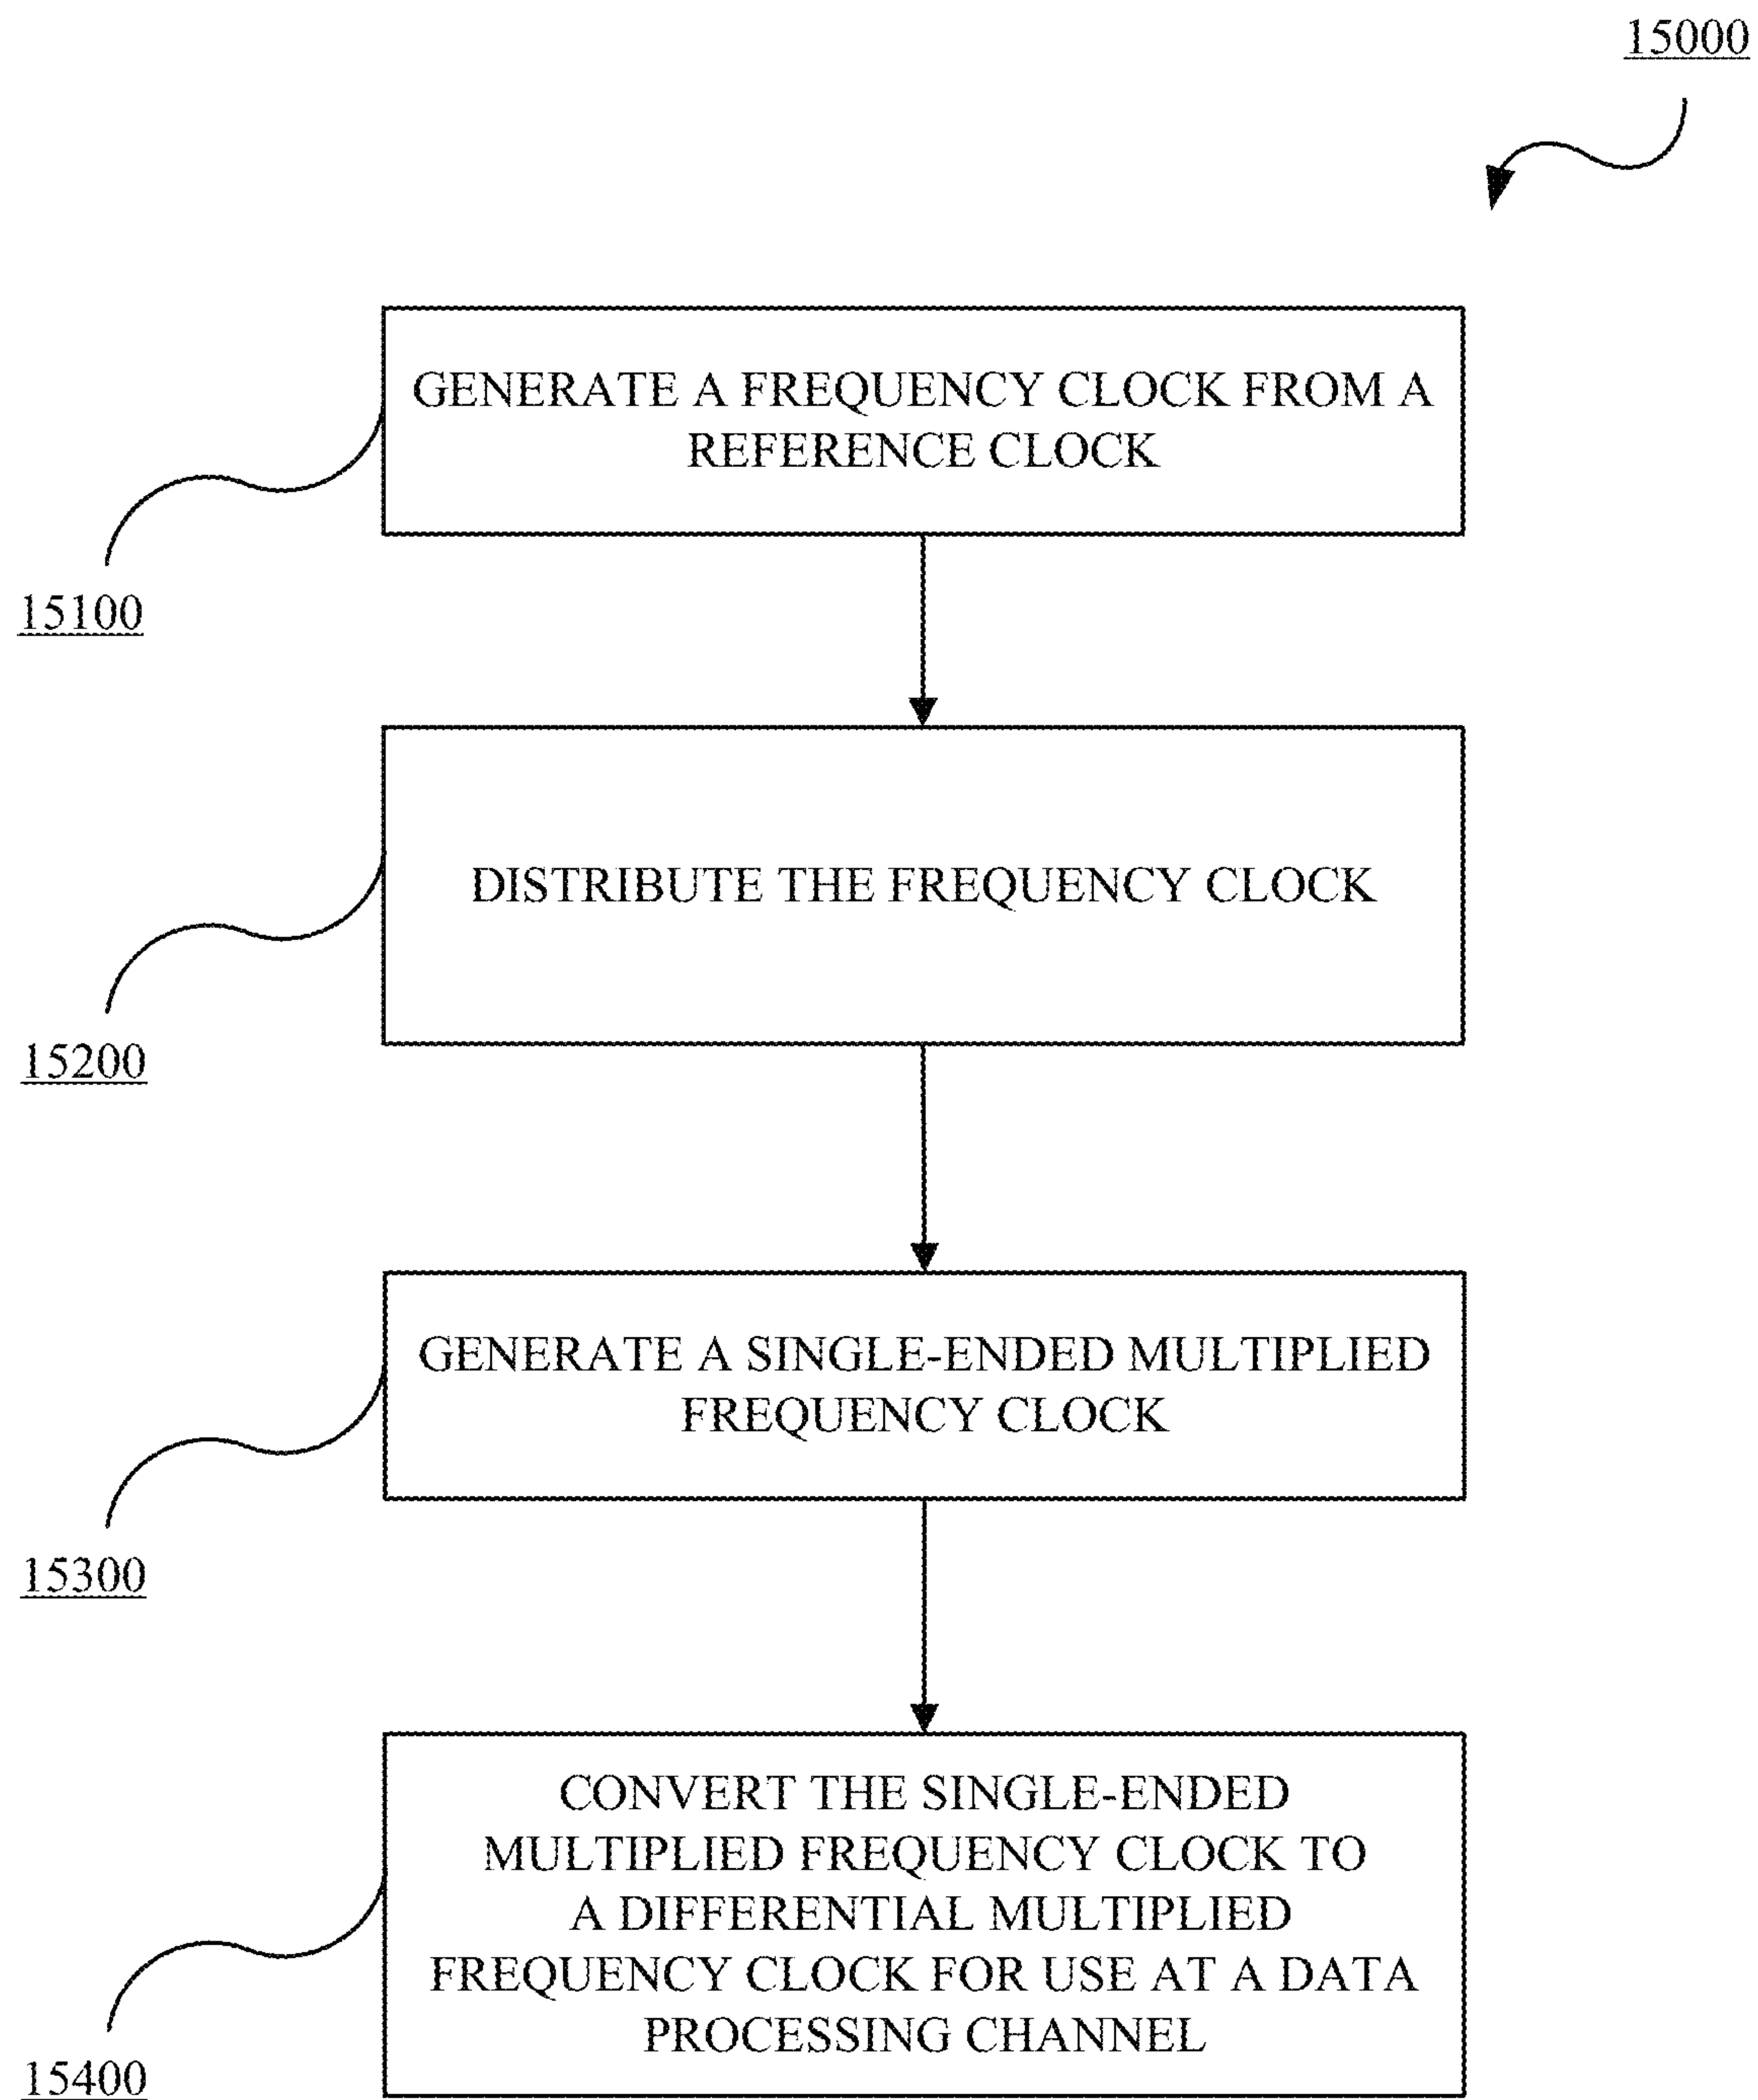 15000
GENERATE A FREQUENCY CLOCK FROM A
REFERENCE CLOCK
15100
DISTRIBUTE THE FREQUENCY CLOCK
15200
GENERATE A SINGLE-ENDED MULTIPLIED
FREQUENCY CLOCK
15300
CONVERT THE SINGLE-ENDED
MULTIPLIED FREQUENCY CLOCK TO
A DIFFERENTIAL MULTIPLIED
FREQUENCY CLOCK FOR USE AT A DATA
PROCESSING CHANNEL
15400